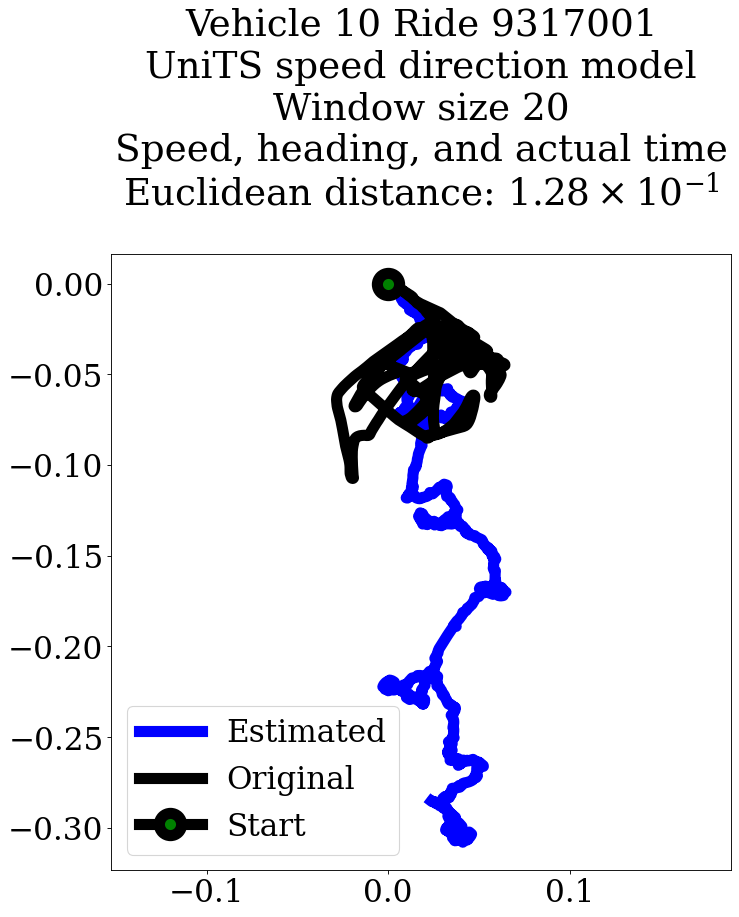 Vehicle 10 Ride 9317001
UniTS speed direction model
Window size 20
Speed, heading, and actual time
Euclidean distance: 1.28 × 10⁻¹
0.00
−0.05
−0.10
−0.15
−0.20
−0.25
−0.30
Estimated
Original
Start
−0.1
0.0
0.1